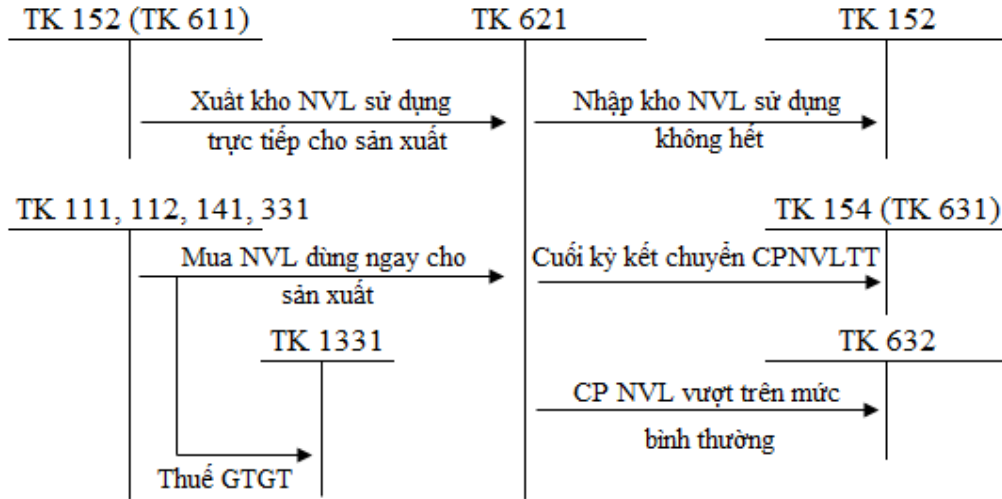 TK 152 (TK 611)
TK 621
TK 152
Xuất kho NVL sử dụng
trực tiếp cho sản xuất
Nhập kho NVL sử dụng
không hết
TK 111, 112, 141, 331
TK 154 (TK 631)
Mua NVL dùng ngay cho
sản xuất
Cuối kỳ kết chuyển CPNVLTT
TK 1331
TK 632
CP NVL vượt trên mức
bình thường
Thuế GTGT